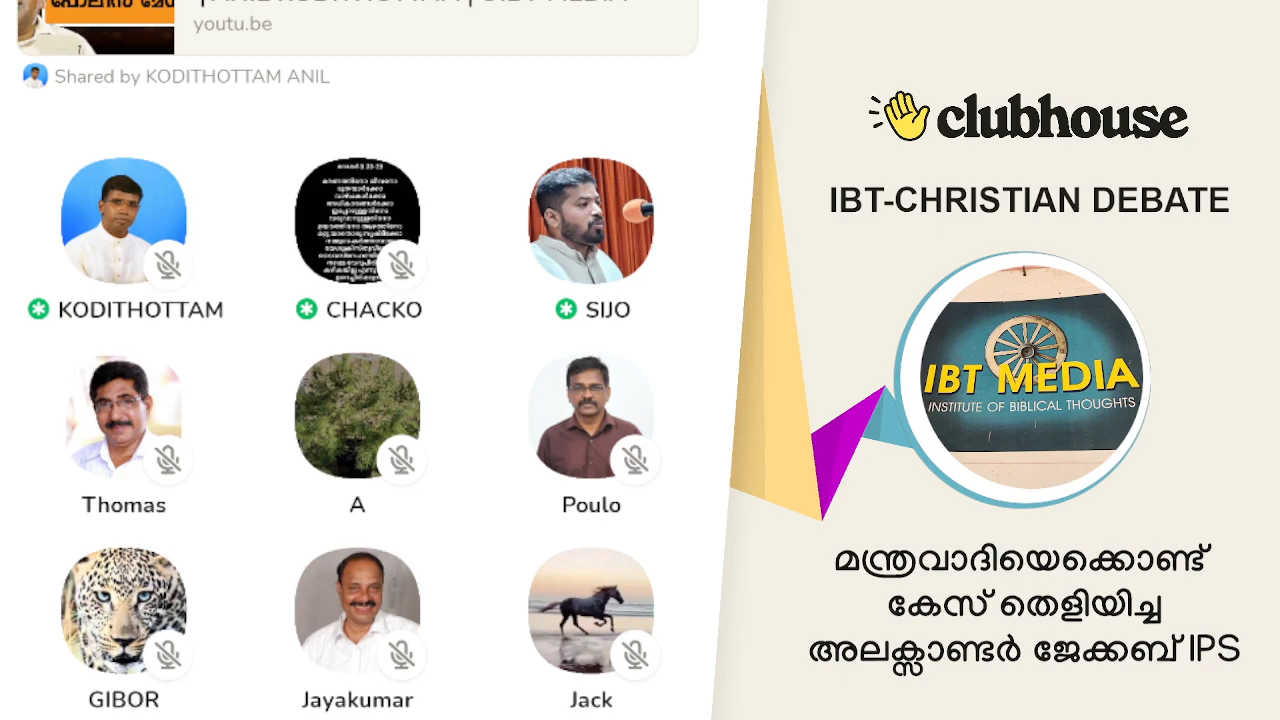 പോലീസ് മേ
youtu.be
Shared by KODITHOTTAM ANIL
KODITHOTTAM
CHACKO
SIJO
Thomas
A
Poulo
GIBOR
Jayakumar
Jack
clubhouse
IBT-CHRISTIAN DEBATE
IBT MEDIA
INSTITUTE OF BIBLICAL THOUGHTS
മന്ത്രവാദിയെക്കൊണ്ട്
കേസ് തെളിയിച്ച
അലക്സാണ്ടർ ജേക്കബ് IPS